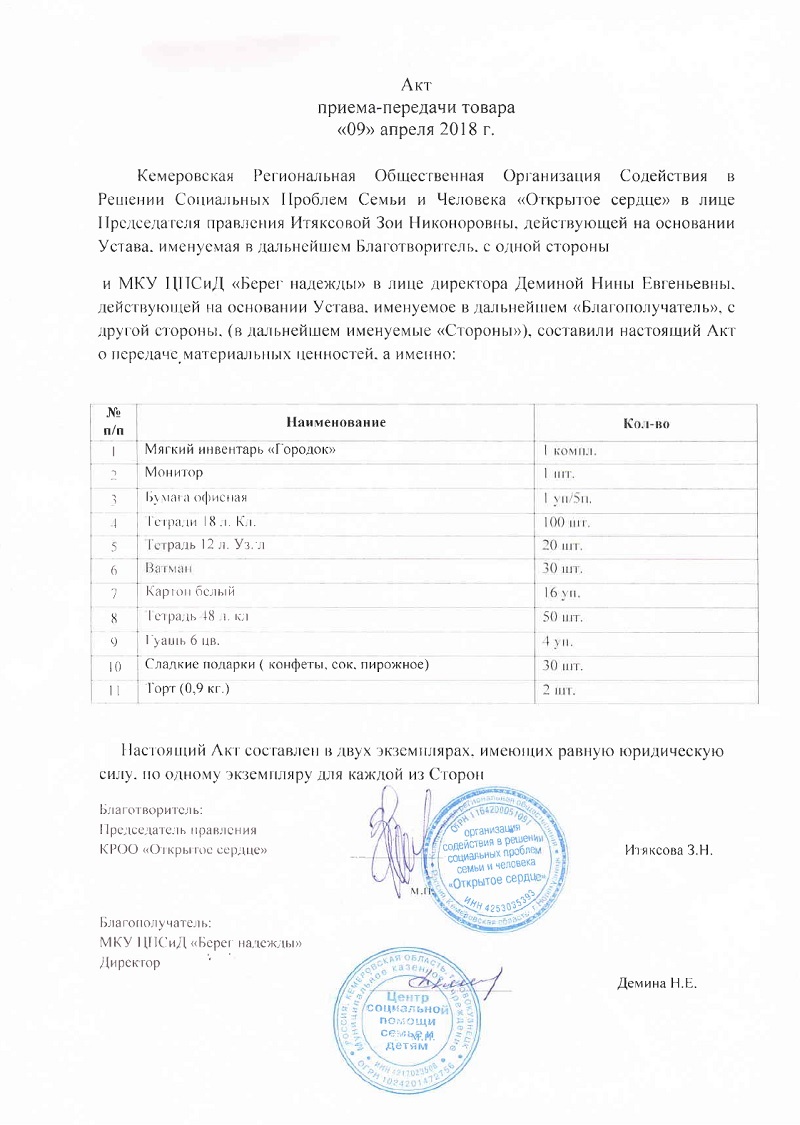 Акт
приема-передачи товара
«09» апреля 2018 г.
Кемеровская Региональная Общественная Организация Содействия в
Решении Социальных Проблем Семьи и Человека «Открытое сердце» в лице
Председателя правления Итяксовой Зои Никоноровны, действующей на основании
Устава, именуемая в дальнейшем Благотворитель, с одной стороны
и МКУ ЦПСиД «Берег надежды» в лице директора Деминой Нины Евгеньевны,
действующей на основании Устава, именуемое в дальнейшем «Благополучатель», с
другой стороны, (в дальнейшем именуемые «Стороны»), составили настоящий Акт
о передаче материальных ценностей, а именно:
№ п/п Наименование Кол-во
1 Мягкий инвентарь «Городок» 1 компл.
2 Монитор 1 шт.
3 Бумага офисная 1 уп/5п.
4 Тетради 18 л. Кл. 100 шт.
5 Тетрадь 12 л. Уз.л 20 шт.
6 Ватман 30 шт.
7 Картон белый 16 уп.
8 Тетрадь 48 л. кл 50 шт.
9 Гуашь 6 цв. 4 уп.
10 Сладкие подарки ( конфеты, сок, пирожное) 30 шт.
11 Торт (0,9 кг.) 2 шт.
Настоящий Акт составлен в двух экземплярах, имеющих равную юридическую
силу, по одному экземпляру для каждой из Сторон
Благотворитель:
Председатель правления
КРОО «Открытое сердце» Итяксова З.Н.
М.П.
организация
содействия в решении
социальных проблем
семьи и человека
«Открытое сердце»
ИНН 4253035393
Благополучатель:
МКУ ЦПСиД «Берег надежды»
Директор Демина Н.Е.
РОССИЯ, КЕМЕРОВСКАЯ ОБЛАСТЬ, г. НОВОКУЗНЕЦК
Муниципальное казенное учреждение
Центр
социальной
помощи
семье и
детям
М.П.
ОГРН 1024201472756